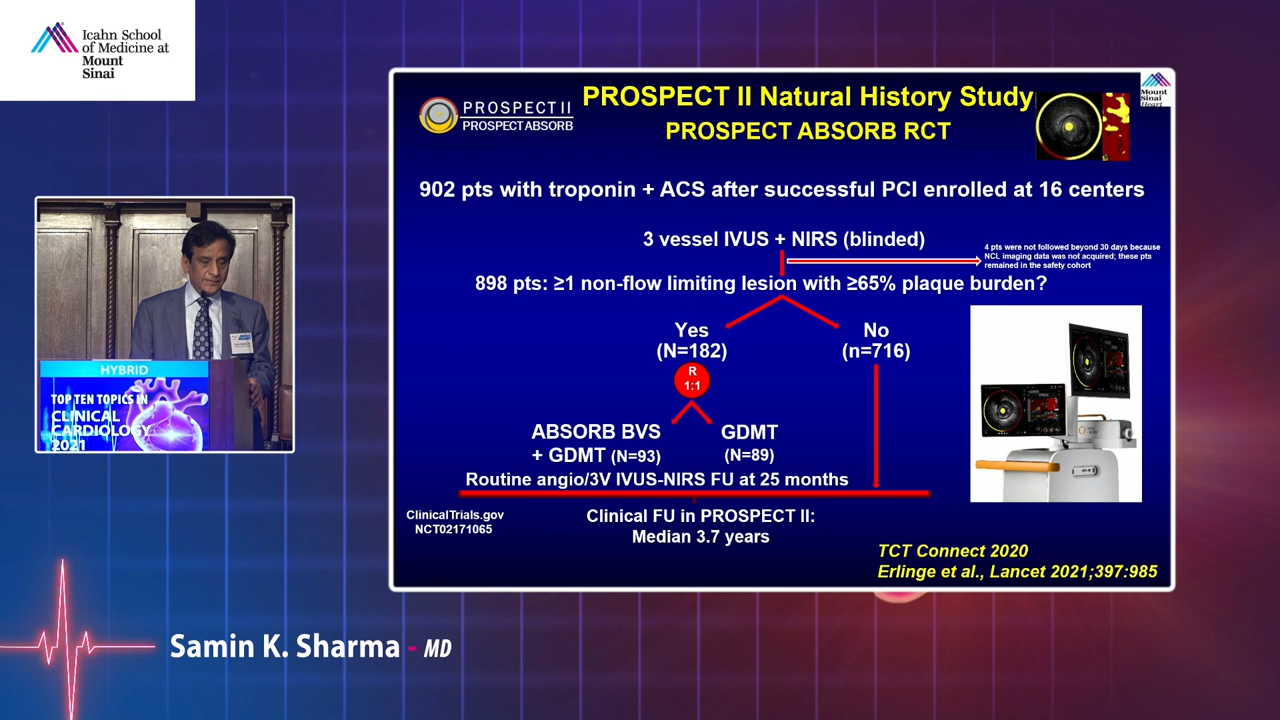 Icahn School
of Medicine at
Mount
Sinai
PROSPECT II
PROSPECT ABSORB
PROSPECT II Natural History Study
PROSPECT ABSORB RCT
Mount
Sinai
Heart
902 pts with troponin + ACS after successful PCI enrolled at 16 centers
3 vessel IVUS + NIRS (blinded)
4 pts were not followed beyond 30 days because
NCL imaging data was not acquired; these pts
remained in the safety cohort
898 pts: ≥1 non-flow limiting lesion with ≥65% plaque burden?
Yes
(N=182)
No
(n=716)
R
1:1
ABSORB BVS
+ GDMT (N=93)
GDMT
(N=89)
Routine angio/3V IVUS-NIRS FU at 25 months
ClinicalTrials.gov
NCT02171065
Clinical FU in PROSPECT II:
Median 3.7 years
TCT Connect 2020
Erlinge et al., Lancet 2021;397:985
HYBRID
TOP TEN TOPICS IN
CLINICAL
CARDIOLOGY
2021
Samin K. Sharma - MD